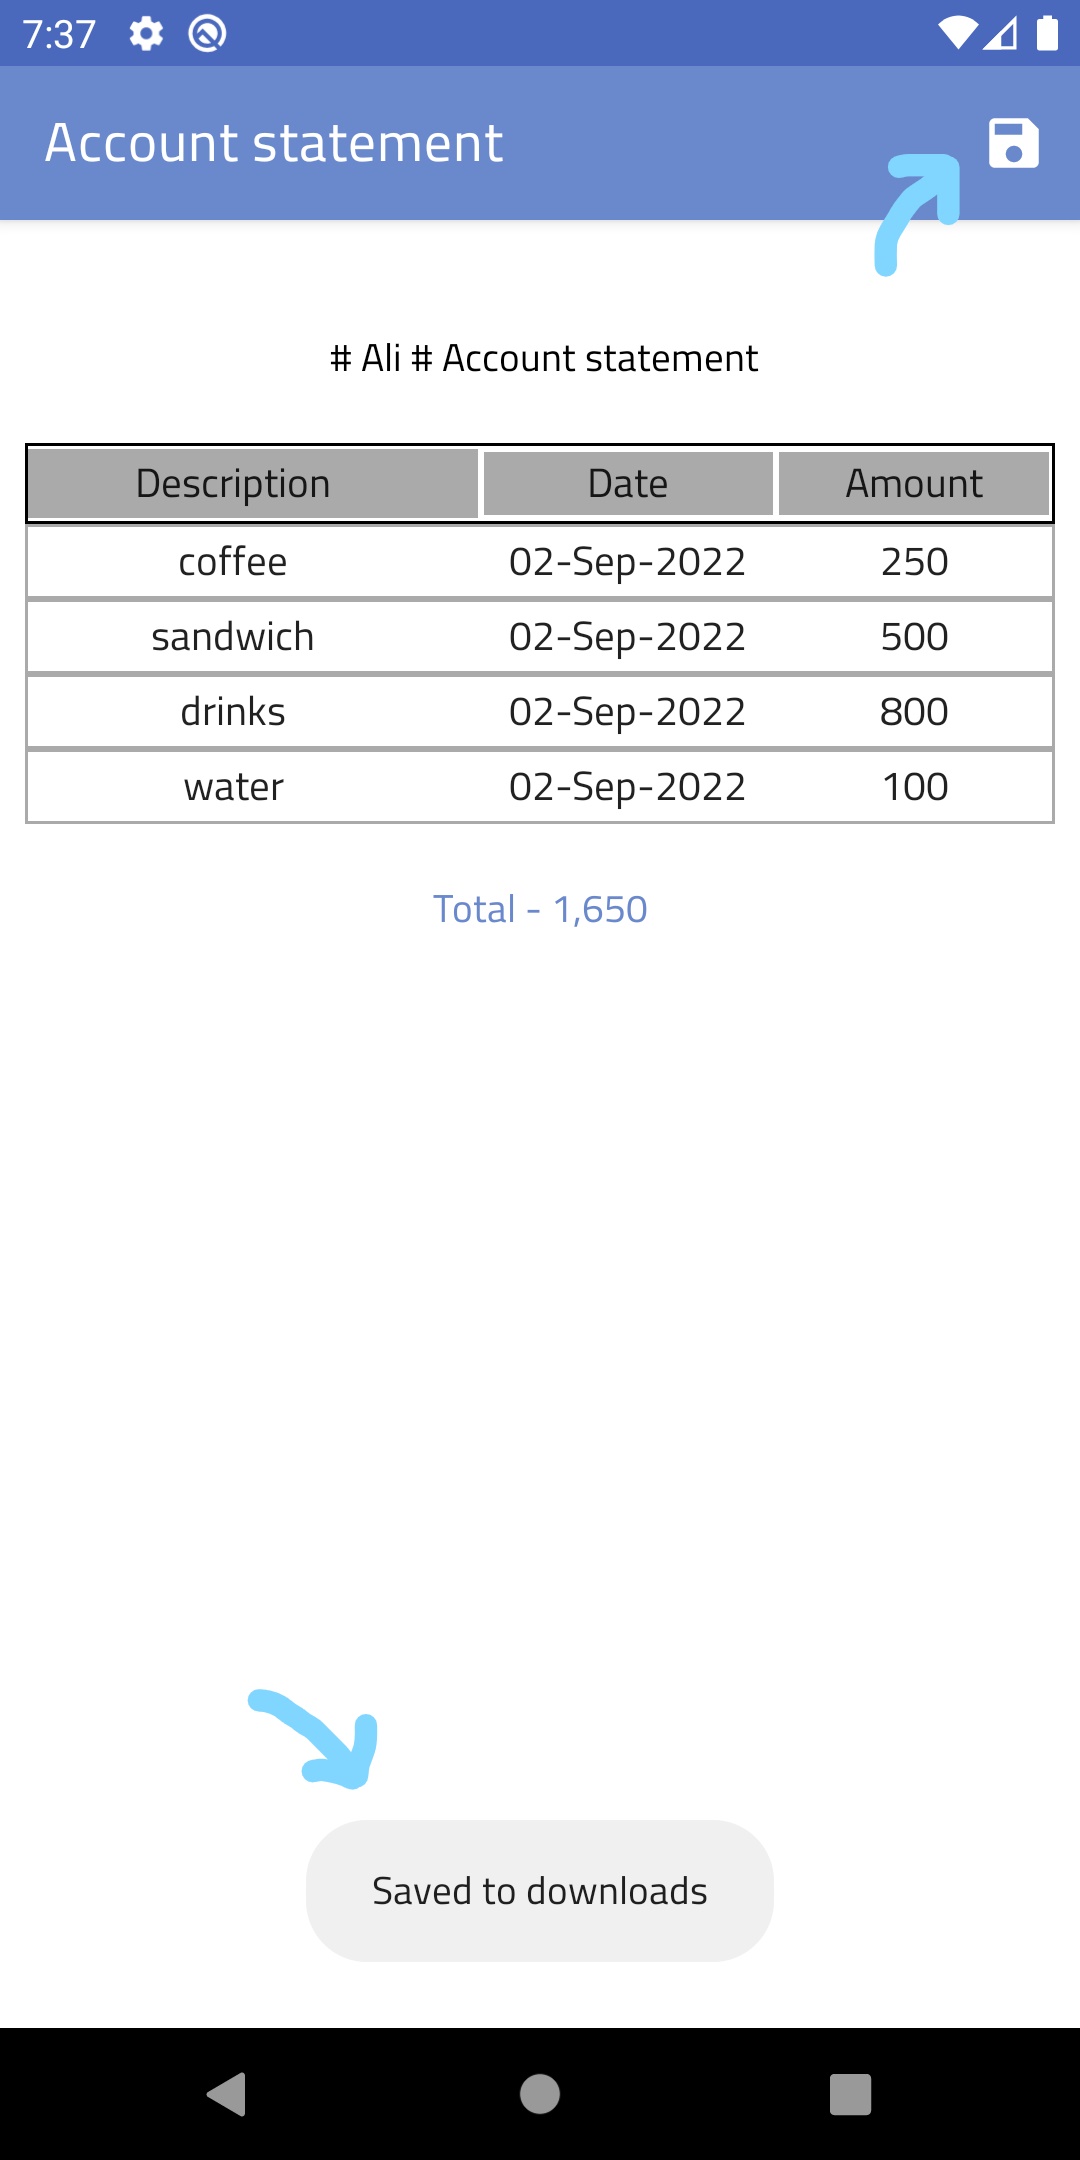 7:37
Account statement
# Ali # Account statement
Description Date Amount
coffee 02-Sep-2022 250
sandwich 02-Sep-2022 500
drinks 02-Sep-2022 800
water 02-Sep-2022 100
Total - 1,650
Saved to downloads